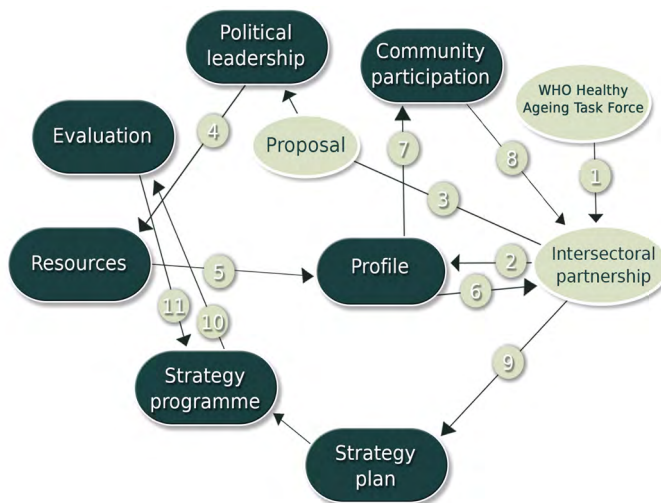 Political
leadership
Community
participation
WHO Healthy
Ageing Task Force
Evaluation
4
Proposal
7
8
1
3
Resources
5
Profile
2
Intersectoral
partnership
6
11
10
9
Strategy
programme
Strategy
plan